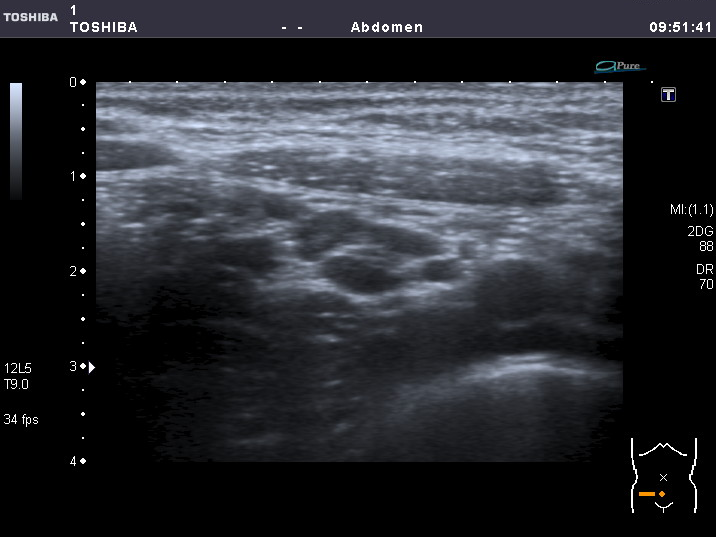 TOSHIBA
1
TOSHIBA
- -
Abdomen
09:51:41
APure
T
0
1
2
3
4
MI:(1.1)
2DG
88
DR
70
12L5
T9.0
34 fps